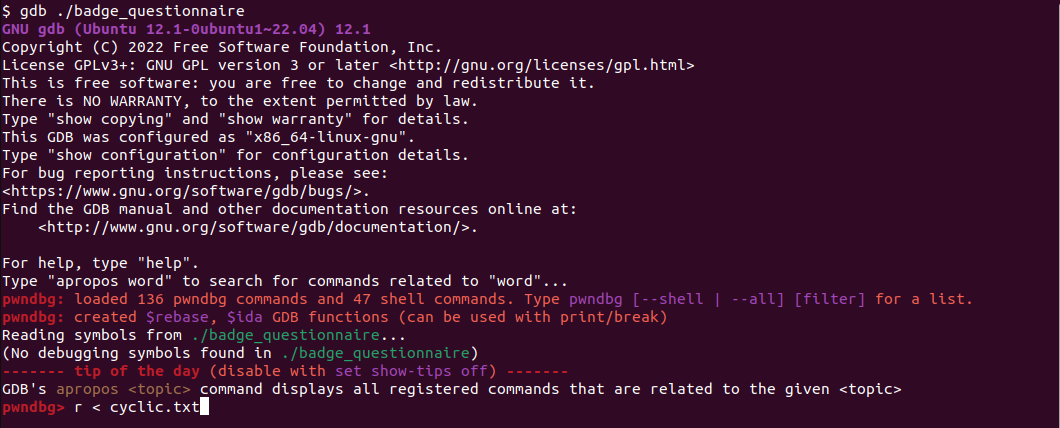 $ gdb ./badge_questionnaire
GNU gdb (Ubuntu 12.1-0ubuntu1~22.04) 12.1
Copyright (C) 2022 Free Software Foundation, Inc.
License GPLv3+: GNU GPL version 3 or later <http://gnu.org/licenses/gpl.html>
This is free software: you are free to change and redistribute it.
There is NO WARRANTY, to the extent permitted by law.
Type "show copying" and "show warranty" for details.
This GDB was configured as "x86_64-linux-gnu".
Type "show configuration" for configuration details.
For bug reporting instructions, please see:
<https://www.gnu.org/software/gdb/bugs/>.
Find the GDB manual and other documentation resources online at:
    <http://www.gnu.org/software/gdb/documentation/>.

For help, type "help".
Type "apropos word" to search for commands related to "word"...
pwndbg: loaded 136 pwndbg commands and 47 shell commands. Type pwndbg [--shell | --all] [filter] for a list.
pwndbg: created $rebase, $ida GDB functions (can be used with print/break)
Reading symbols from ./badge_questionnaire...
(No debugging symbols found in ./badge_questionnaire)
------- tip of the day (disable with set show-tips off) -------
GDB's apropos <topic> command displays all registered commands that are related to the given <topic>
pwndbg> r < cyclic.txt